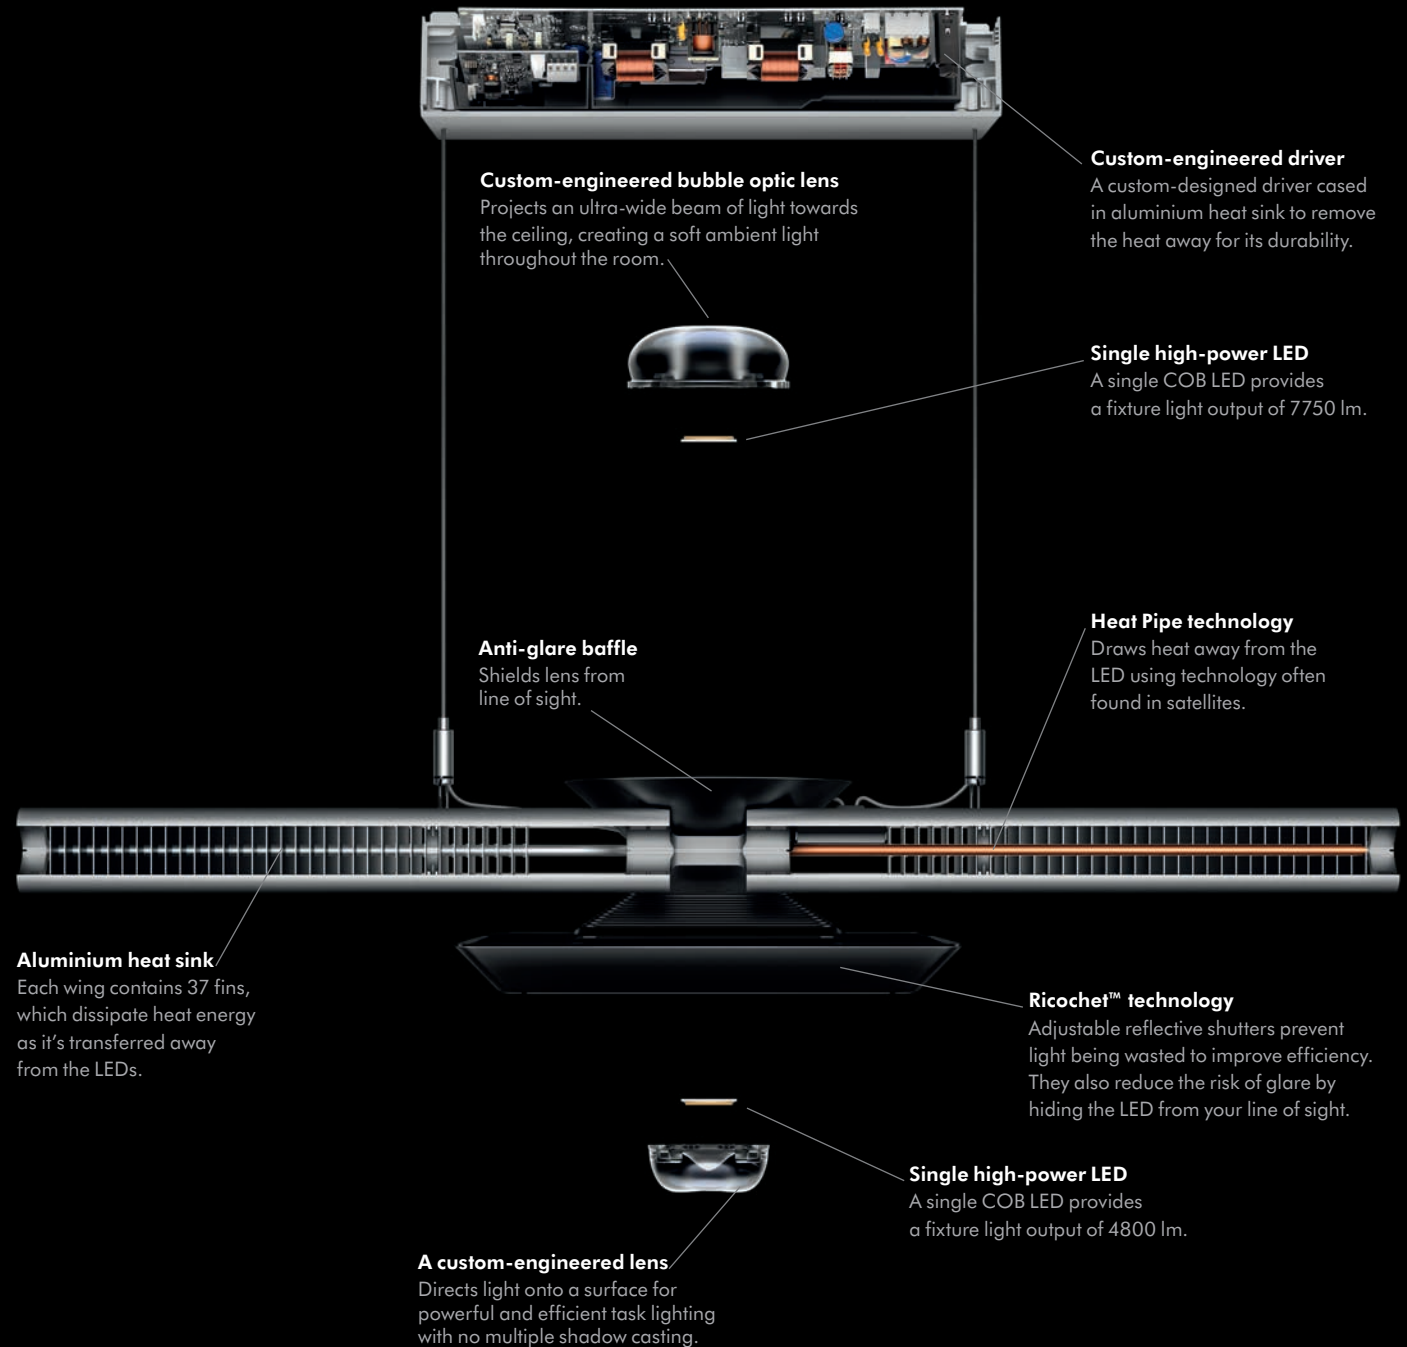 Custom-engineered driver
A custom-designed driver cased
in aluminium heat sink to remove
the heat away for its durability.
Custom-engineered bubble optic lens
Projects an ultra-wide beam of light towards
the ceiling, creating a soft ambient light
throughout the room.
Single high-power LED
A single COB LED provides
a fixture light output of 7750 lm.
Heat Pipe technology
Draws heat away from the
LED using technology often
found in satellites.
Anti-glare baffle
Shields lens from
line of sight.
Aluminium heat sink
Each wing contains 37 fins,
which dissipate heat energy
as it's transferred away
from the LEDs.
Ricochet™ technology
Adjustable reflective shutters prevent
light being wasted to improve efficiency.
They also reduce the risk of glare by
hiding the LED from your line of sight.
Single high-power LED
A single COB LED provides
a fixture light output of 4800 lm.
A custom-engineered lens
Directs light onto a surface for
powerful and efficient task lighting
with no multiple shadow casting.